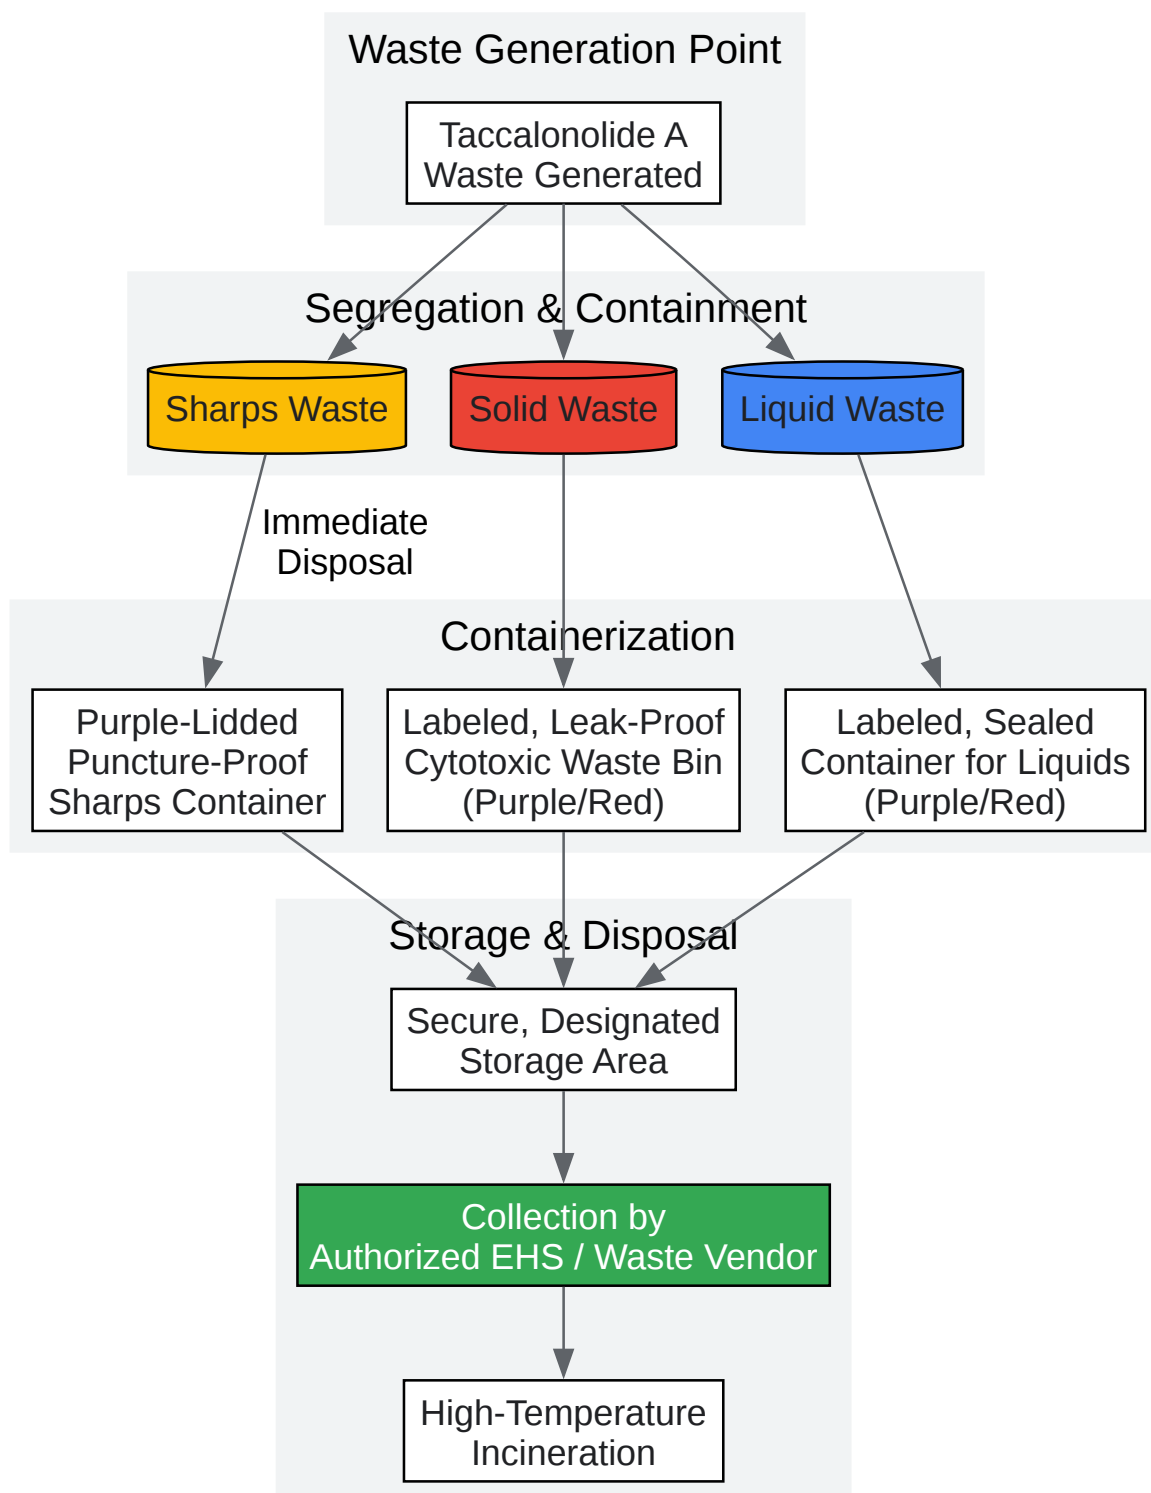 Waste Generation Point
Taccalonolide A
Waste Generated
Segregation & Containment
Sharps Waste
Solid Waste
Liquid Waste
Immediate
Disposal
Containerization
Purple-Lidded
Puncture-Proof
Sharps Container
Labeled, Leak-Proof
Cytotoxic Waste Bin
(Purple/Red)
Labeled, Sealed
Container for Liquids
(Purple/Red)
Storage & Disposal
Secure, Designated
Storage Area
Collection by
Authorized EHS / Waste Vendor
High-Temperature
Incineration